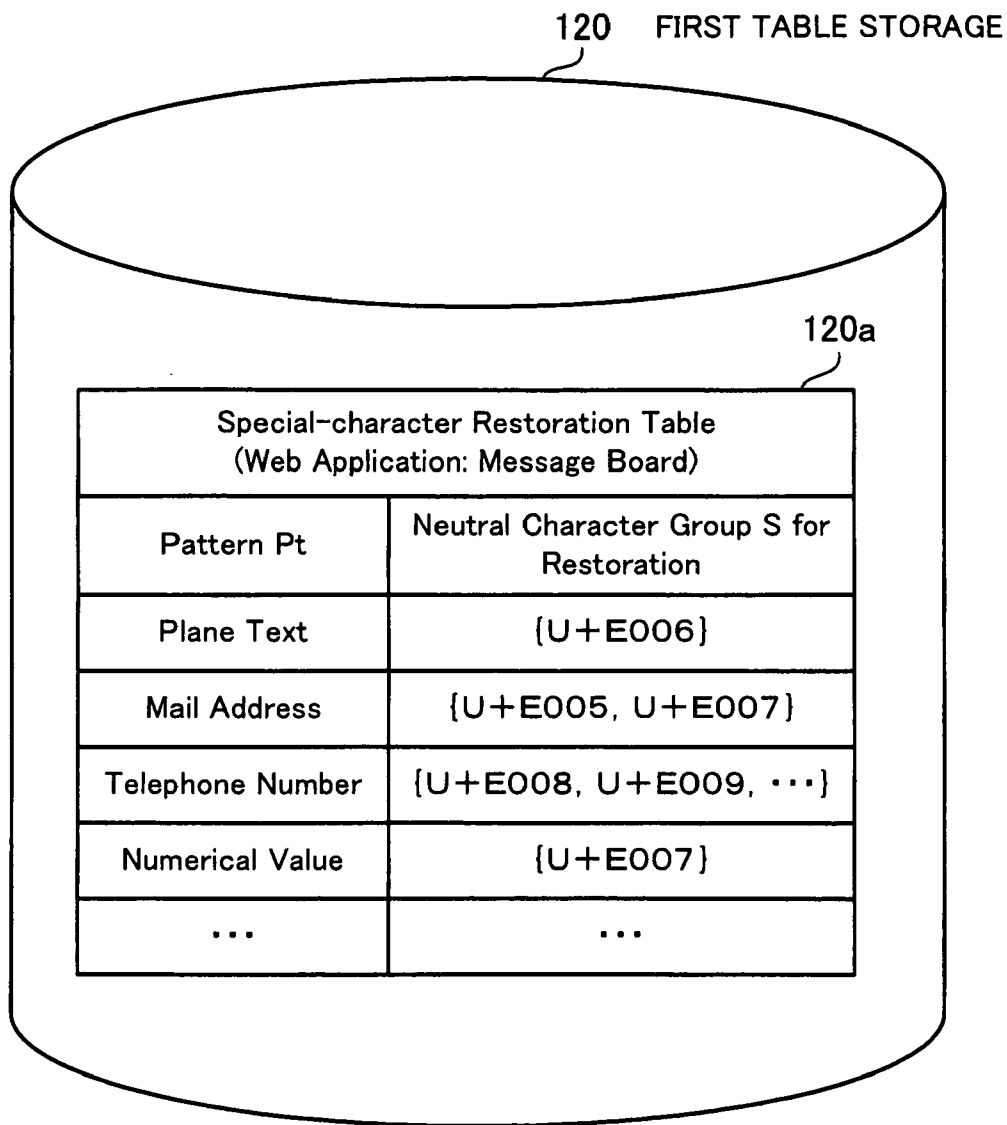 120 FIRST TABLE STORAGE
120a
Special-character Restoration Table
(Web Application: Message Board)
Pattern Pt
Neutral Character Group S for
Restoration
Plane Text
{U+E006}
Mail Address
{U+E005, U+E007}
Telephone Number
{U+E008, U+E009, ･･･}
Numerical Value
{U+E007}
･･･
･･･